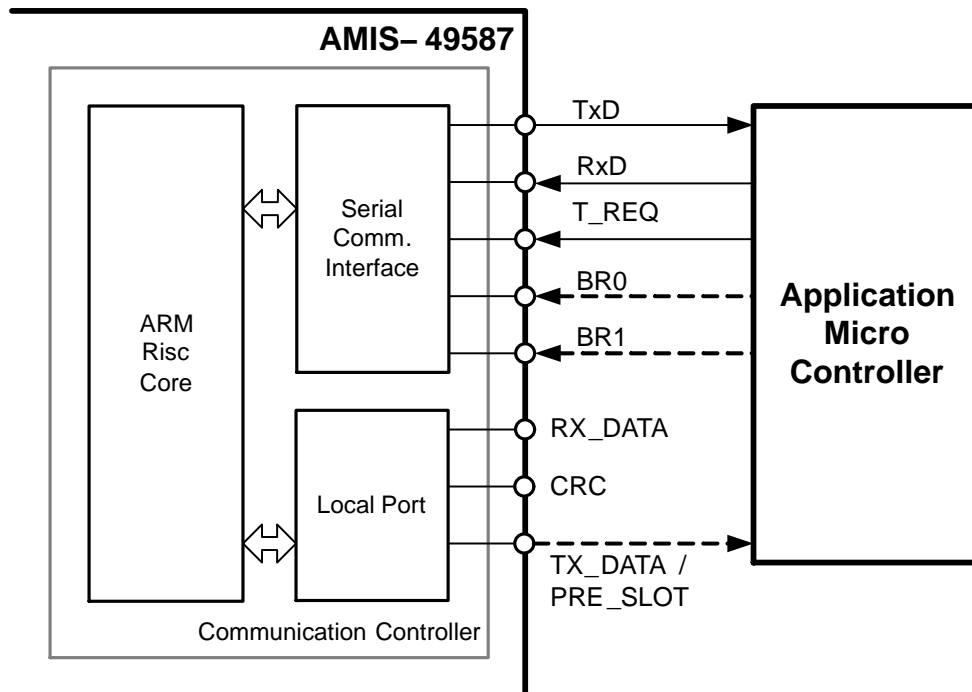 AMIS– 49587
TxD
RxD
T_REQ
BR0
BR1
RX_DATA
CRC
TX_DATA /
PRE_SLOT
Serial
Comm.
Interface
ARM
Risc
Core
Local Port
Communication Controller
Application
Micro
Controller